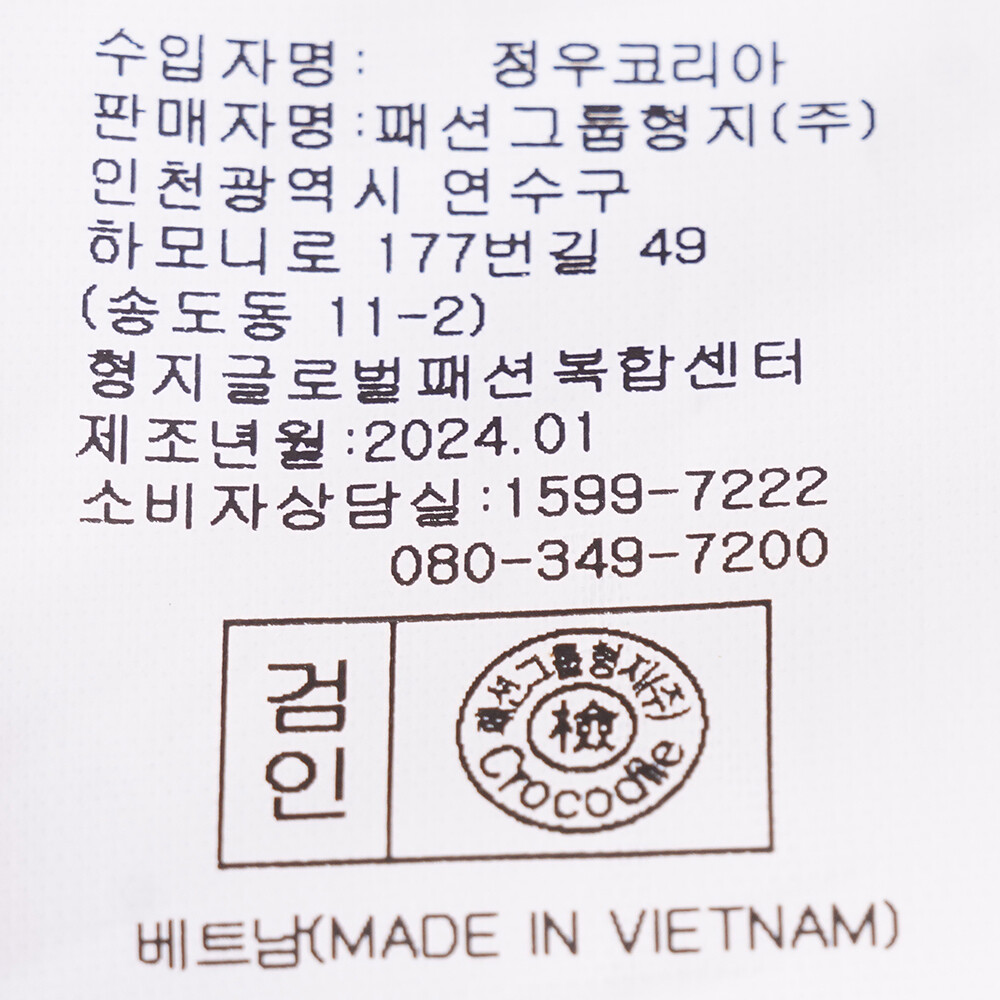 수입자명: 정우코리아
판매자명:패션그룹형지(주)
인천광역시 연수구
하모니로 177번길 49
(송도동 11-2)
형지글로벌패션복합센터
제조년월:2024.01
소비자상담실:1599-7222
080-349-7200
검인
패션그룹형지(주)
檢
Crocodile
베트남(MADE IN VIETNAM)